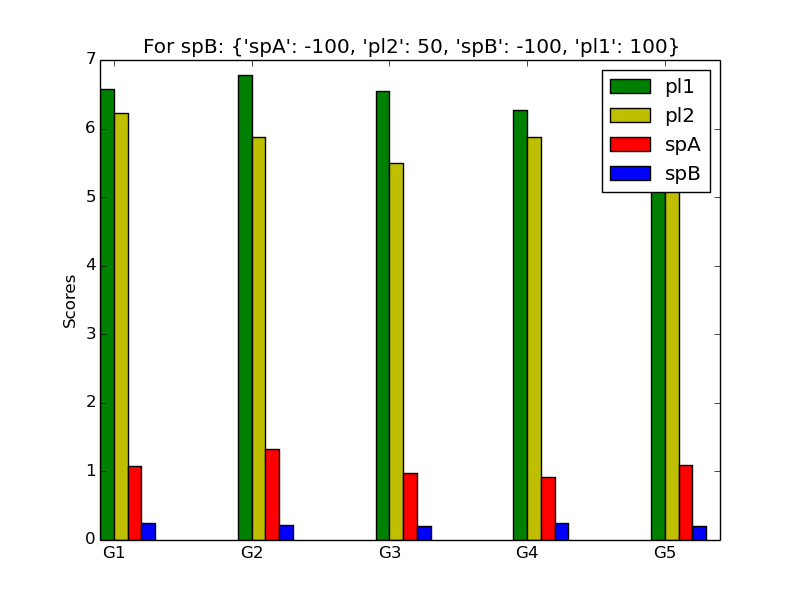 For spB: {'spA': -100, 'pl2': 50, 'spB': -100, 'pl1': 100}
7
6
5
4
3
2
1
0
Scores
pl1
pl2
spA
spB
G1 G2 G3 G4 G5